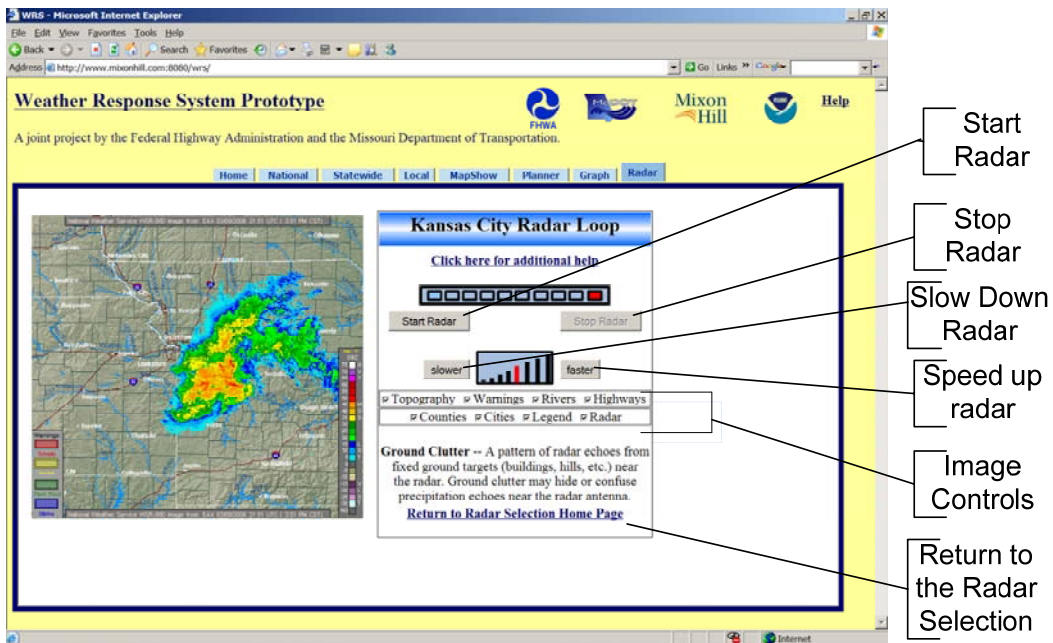 WRS - Microsoft Internet Explorer
File Edit View Favorites Tools Help
Back Search Favorites
Address http://www.mixonhill.com:8080/wrs/ Go Links » Google
Weather Response System Prototype
FHWA
MoDOT
Mixon
Hill
NOAA
Help
A joint project by the Federal Highway Administration and the Missouri Department of Transportation.
Home National Statewide Local MapShow Planner Graph Radar
Kansas City Radar Loop
Click here for additional help
Start Radar Stop Radar
slower faster
Topography Warnings Rivers Highways
Counties Cities Legend Radar
Ground Clutter -- A pattern of radar echoes from
fixed ground targets (buildings, hills, etc.) near
the radar. Ground clutter may hide or confuse
precipitation echoes near the radar antenna.
Return to Radar Selection Home Page
Warnings
Internet
Start
Radar
Stop
Radar
Slow Down
Radar
Speed up
radar
Image
Controls
Return to
the Radar
Selection